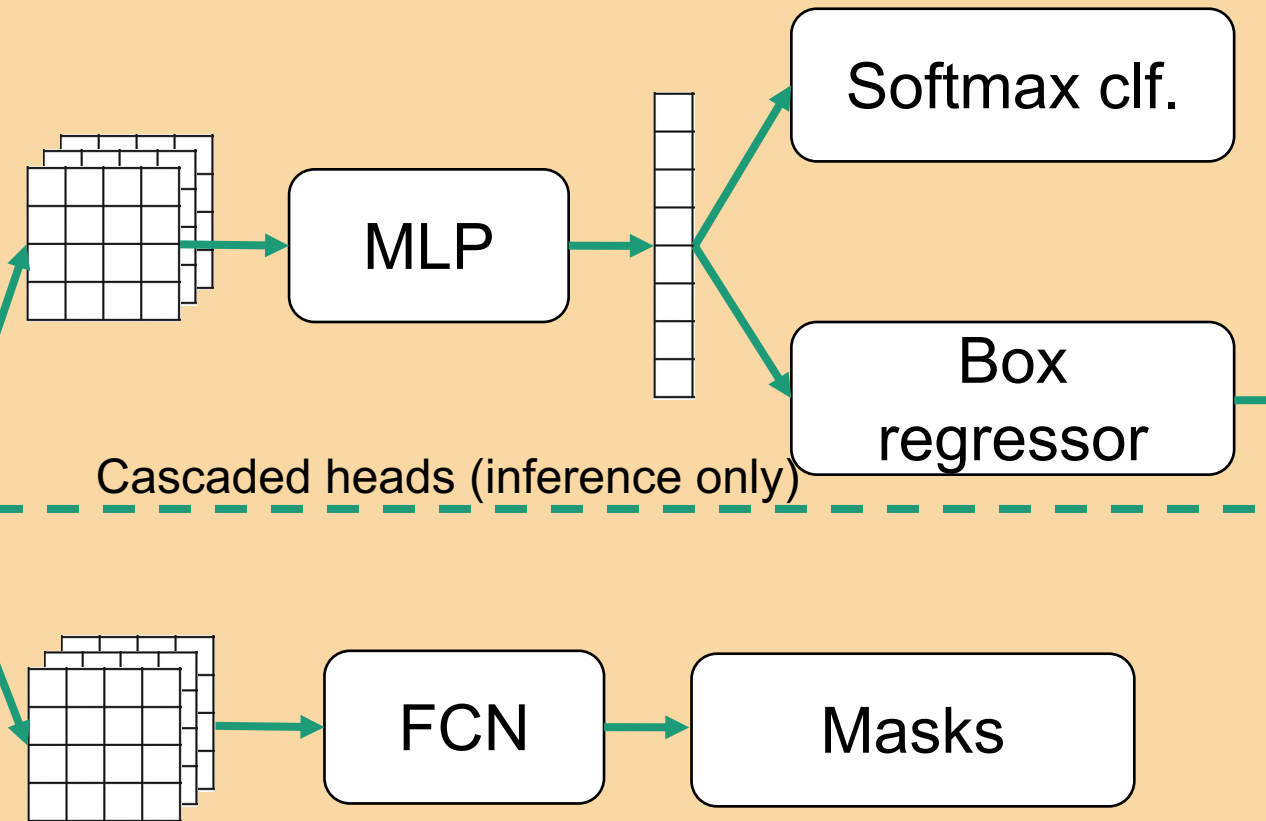 Softmax clf.
MLP
Box
regressor
Cascaded heads (inference only)
FCN
Masks